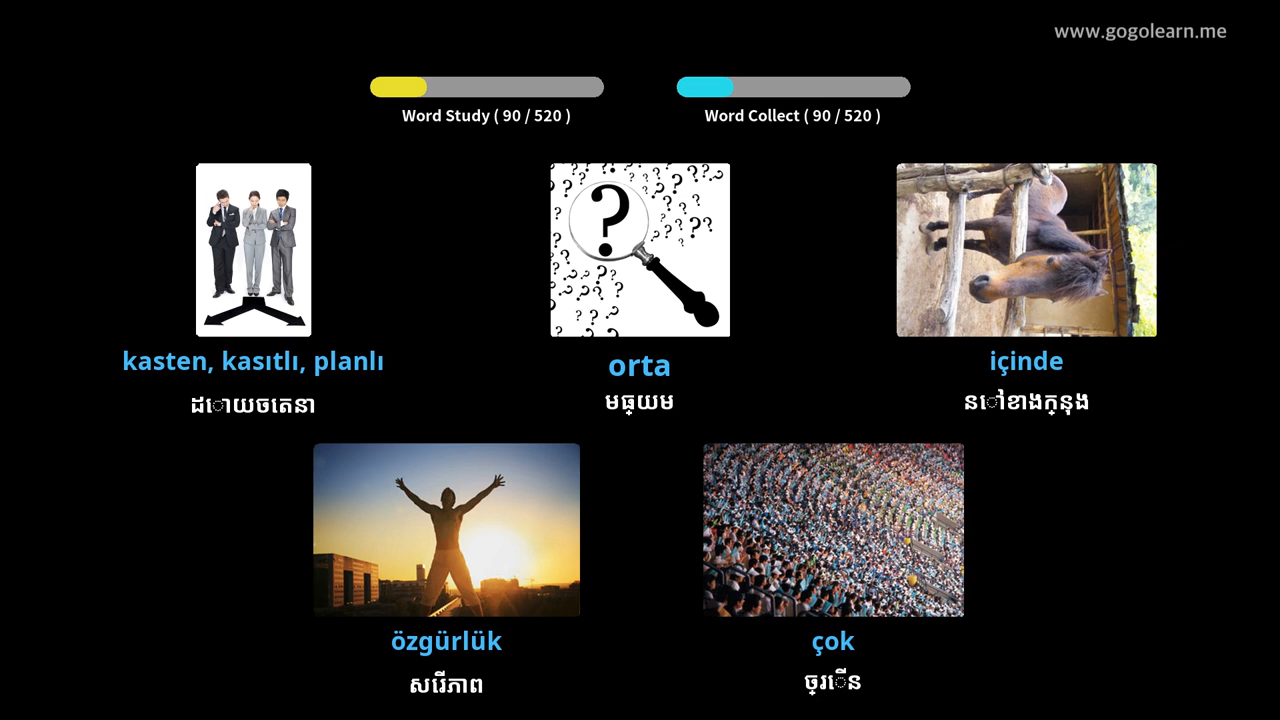 www.gogolearn.me
Word Study ( 90 / 520 )
Word Collect ( 90 / 520 )
kasten, kasıtlı, planlı
ដោយចតេនា
orta
មធ្យម
içinde
នៅខាងក្នុង
özgürlük
សរើភាព
çok
ច្រើន